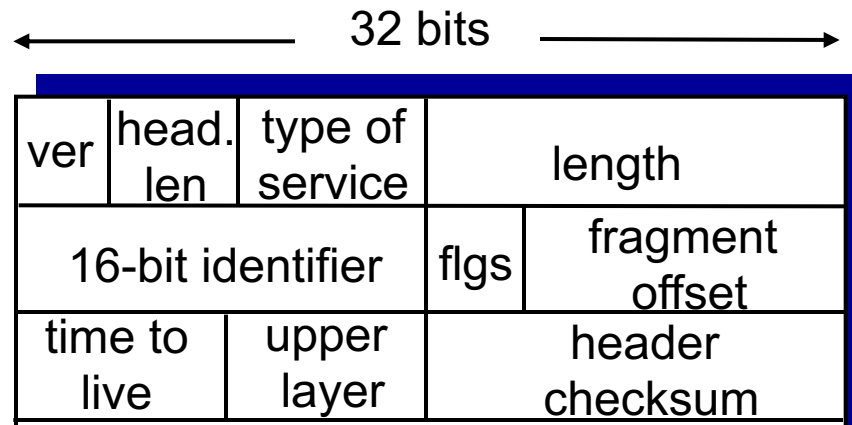 32 bits
ver
head.
len
type of
service
length
16-bit identifier
flgs
fragment
offset
time to
live
upper
layer
header
checksum